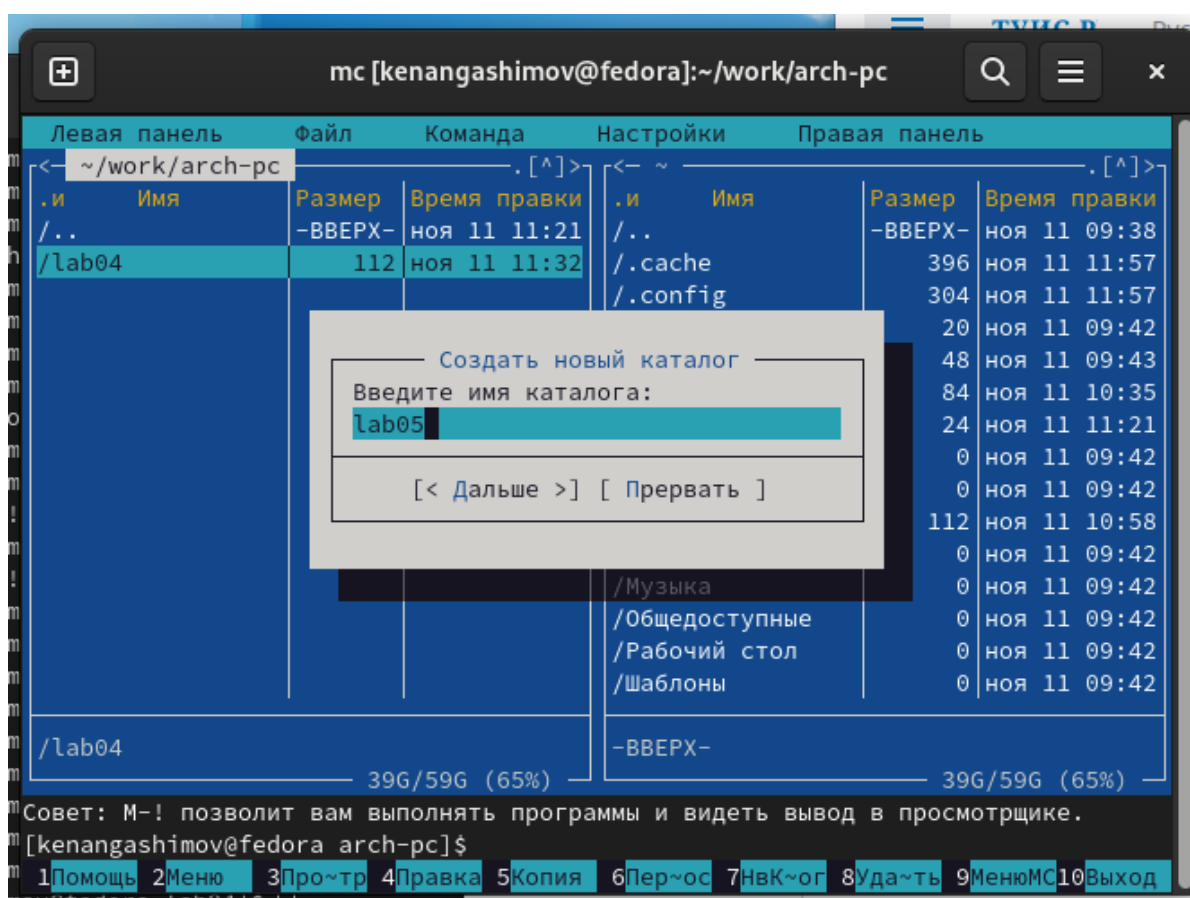 ТУИС Р
mc [kenangashimov@fedora]:~/work/arch-pc
Левая панель Файл Команда Настройки Правая панель
<— ~/work/arch-pc .[^]> <— ~ .[^]>
.и Имя Размер Время правки .и Имя Размер Время правки
/.. -ВВЕРХ- ноя 11 11:21 /.. -ВВЕРХ- ноя 11 09:38
/lab04 112 ноя 11 11:32 /.cache 396 ноя 11 11:57
/.config 304 ноя 11 11:57
20 ноя 11 09:42
Создать новый каталог 48 ноя 11 09:43
Введите имя каталога: 84 ноя 11 10:35
lab05 24 ноя 11 11:21
0 ноя 11 09:42
[< Дальше >] [ Прервать ] 0 ноя 11 09:42
112 ноя 11 10:58
0 ноя 11 09:42
/Музыка 0 ноя 11 09:42
/Общедоступные 0 ноя 11 09:42
/Рабочий стол 0 ноя 11 09:42
/Шаблоны 0 ноя 11 09:42
/lab04 -ВВЕРХ-
39G/59G (65%) 39G/59G (65%)
Совет: M-! позволит вам выполнять программы и видеть вывод в просмотрщике.
[kenangashimov@fedora arch-pc]$
1Помощь 2Меню 3Про~тр 4Правка 5Копия 6Пер~ос 7НвК~ог 8Уда~ть 9МенюMC 10Выход